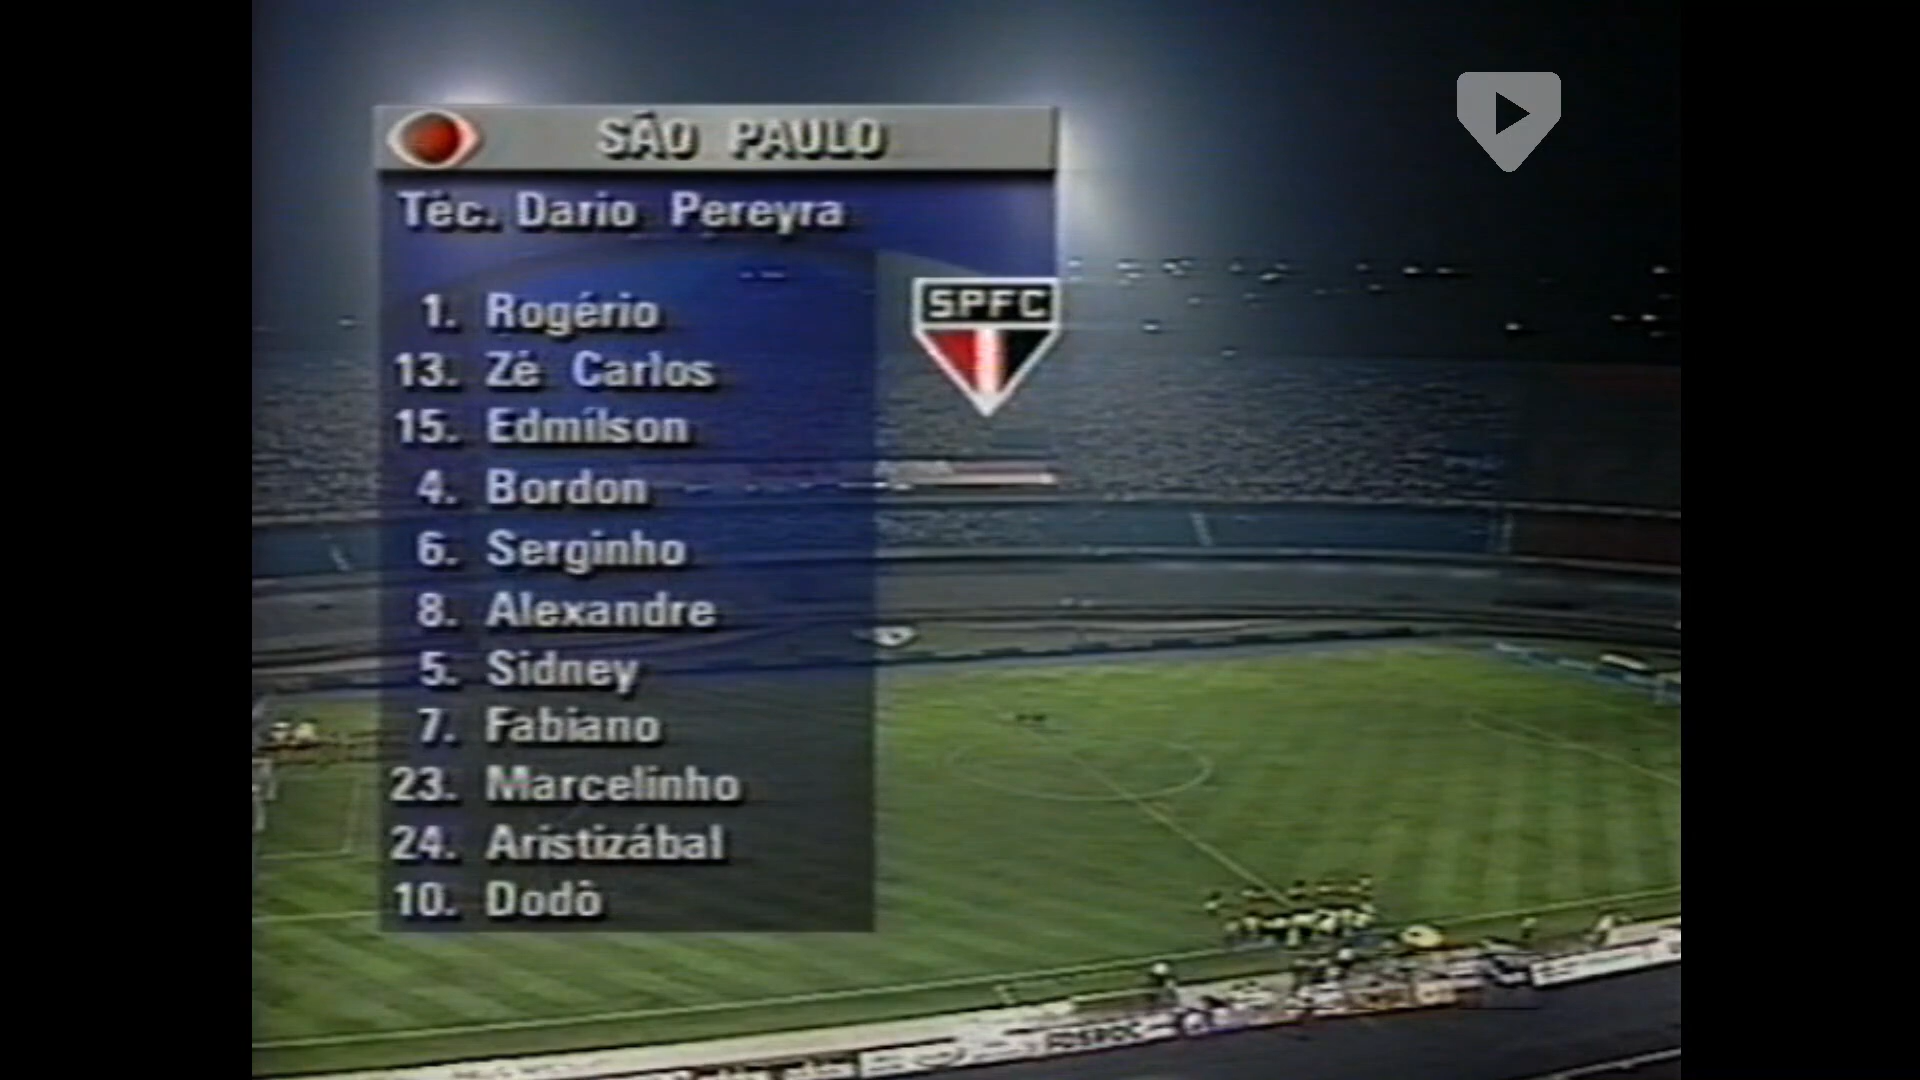 SÃO PAULO
Téc. Dario Pereyra
SPFC
1. Rogério
13. Zé Carlos
15. Edmílson
4. Bordon
6. Serginho
8. Alexandre
5. Sidney
7. Fabiano
23. Marcelinho
24. Aristizábal
10. Dodô